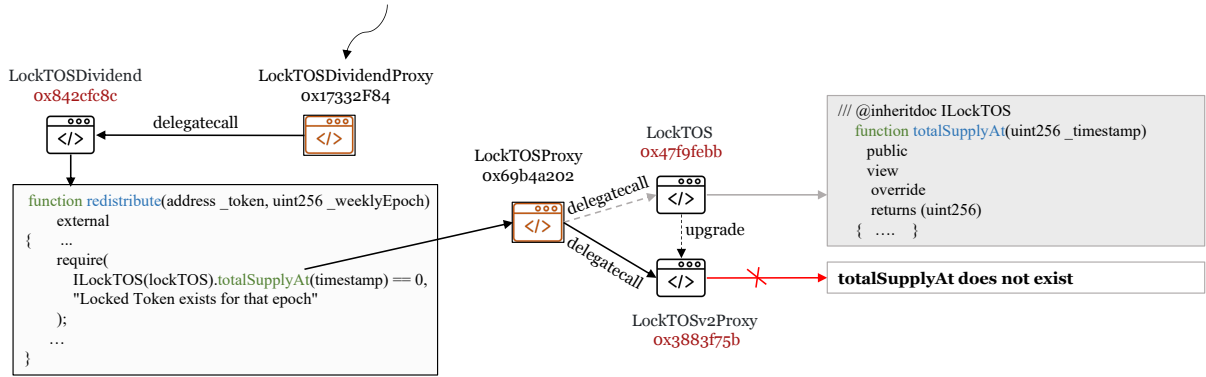 LockTOSDividend
0x842cfc8c
</>
delegatecall
LockTOSDividendProxy
0x17332F84
</>
function redistribute(address _token, uint256 _weeklyEpoch)
external
{ ...
require(
ILockTOS(lockTOS).totalSupplyAt(timestamp) == 0,
"Locked Token exists for that epoch"
);
...
}
LockTOSProxy
0x69b4a202
</>
delegatecall
delegatecall
LockTOS
0x47f9febb
</>
upgrade
</>
LockTOSv2Proxy
0x3883f75b
/// @inheritdoc ILockTOS
function totalSupplyAt(uint256 _timestamp)
public
view
override
returns (uint256)
{ .... }
totalSupplyAt does not exist